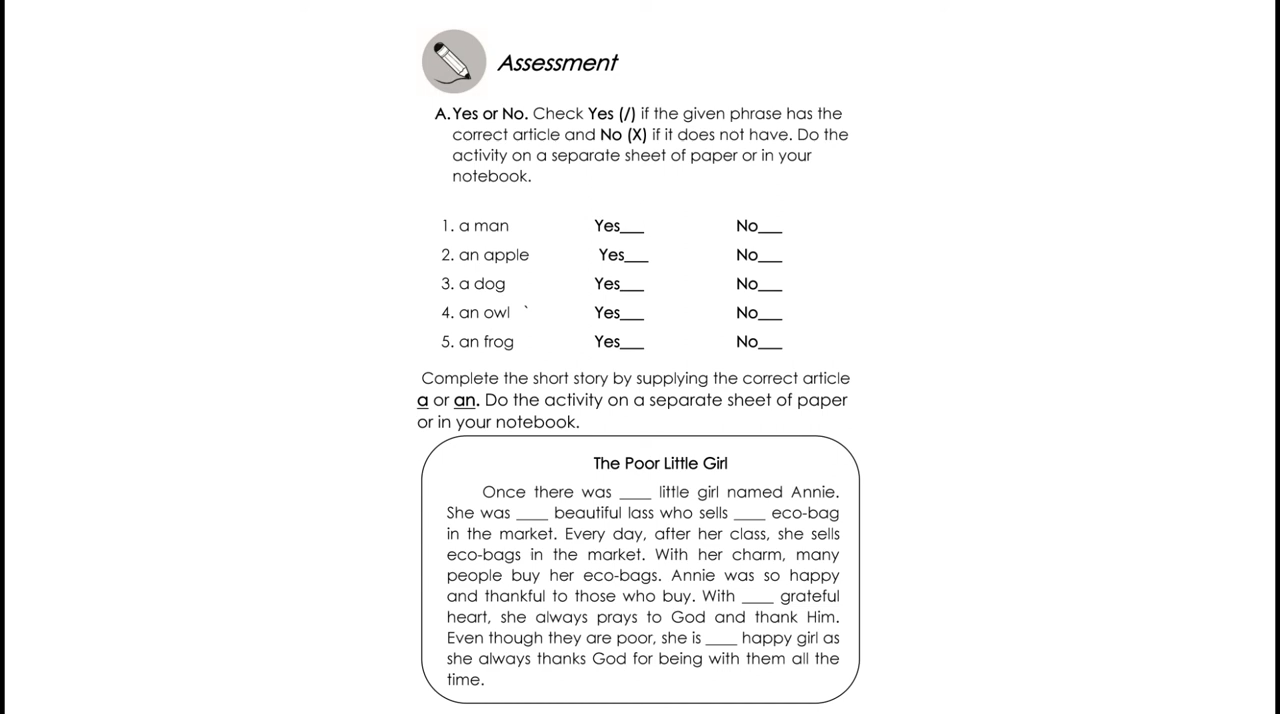 Assessment
A. Yes or No. Check Yes (/) if the given phrase has the
correct article and No (X) if it does not have. Do the
activity on a separate sheet of paper or in your
notebook.
1. a man Yes___ No___
2. an apple Yes___ No___
3. a dog Yes___ No___
4. an owl ` Yes___ No___
5. an frog Yes___ No___
Complete the short story by supplying the correct article
a or an. Do the activity on a separate sheet of paper
or in your notebook.
The Poor Little Girl
Once there was ____ little girl named Annie.
She was ____ beautiful lass who sells ____ eco-bag
in the market. Every day, after her class, she sells
eco-bags in the market. With her charm, many
people buy her eco-bags. Annie was so happy
and thankful to those who buy. With ____ grateful
heart, she always prays to God and thank Him.
Even though they are poor, she is ____ happy girl as
she always thanks God for being with them all the
time.